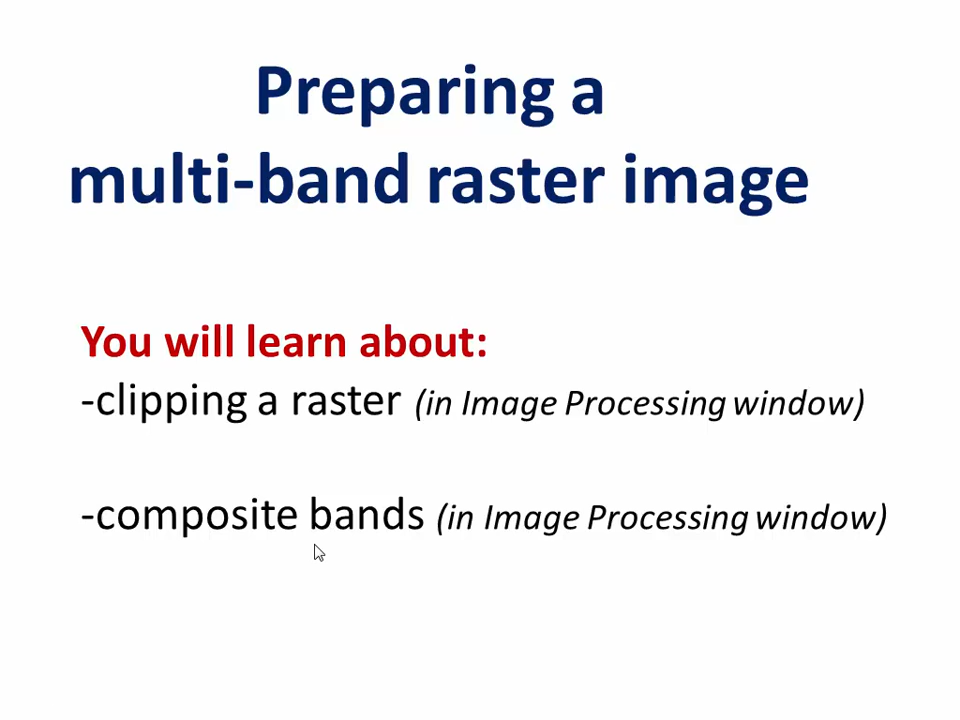 Preparing a
multi-band raster image
You will learn about:
-clipping a raster (in Image Processing window)
-composite bands (in Image Processing window)